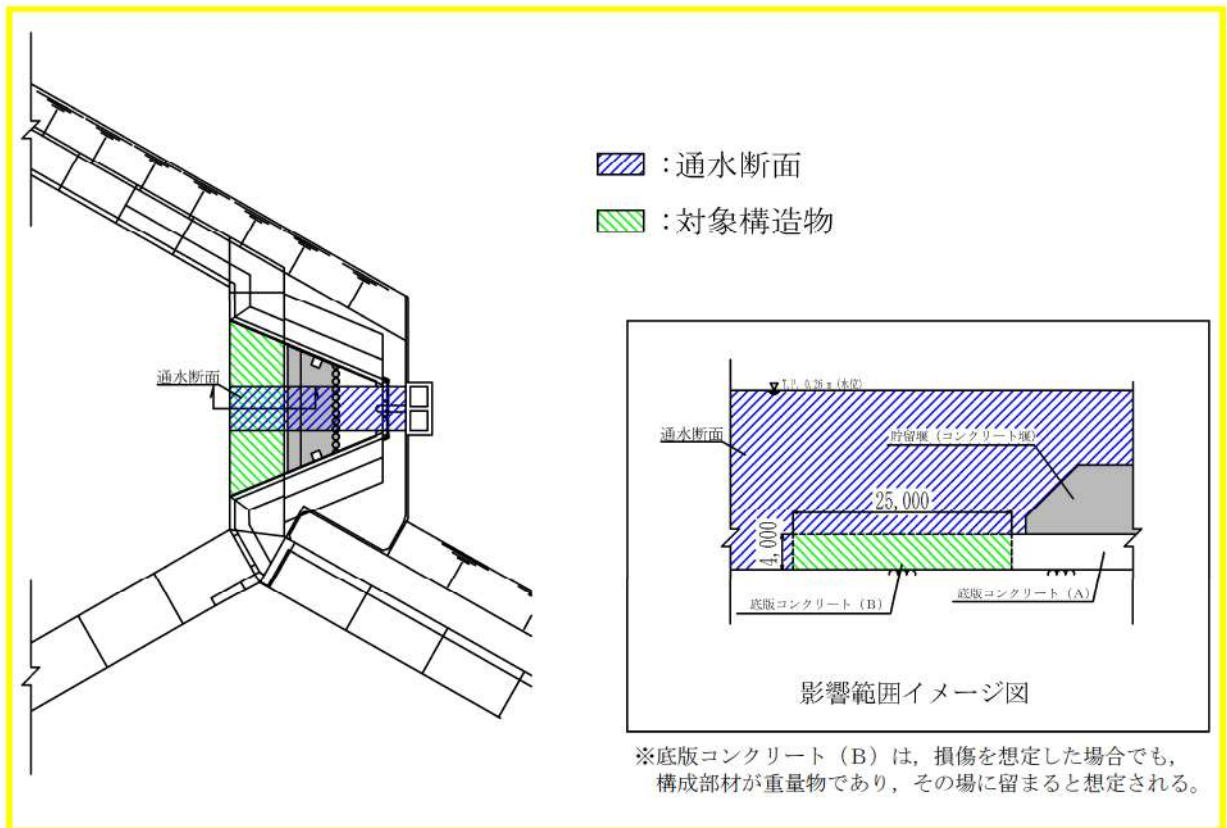 ：通水断面
：対象構造物
通水断面
T.P. 0.26 m (水位)
通水断面
貯留堰（コンクリート堰）
25,000
4,000
底版コンクリート（B）
底版コンクリート（A）
影響範囲イメージ図
※底版コンクリート（B）は，損傷を想定した場合でも，
構成部材が重量物であり，その場に留まると想定される。